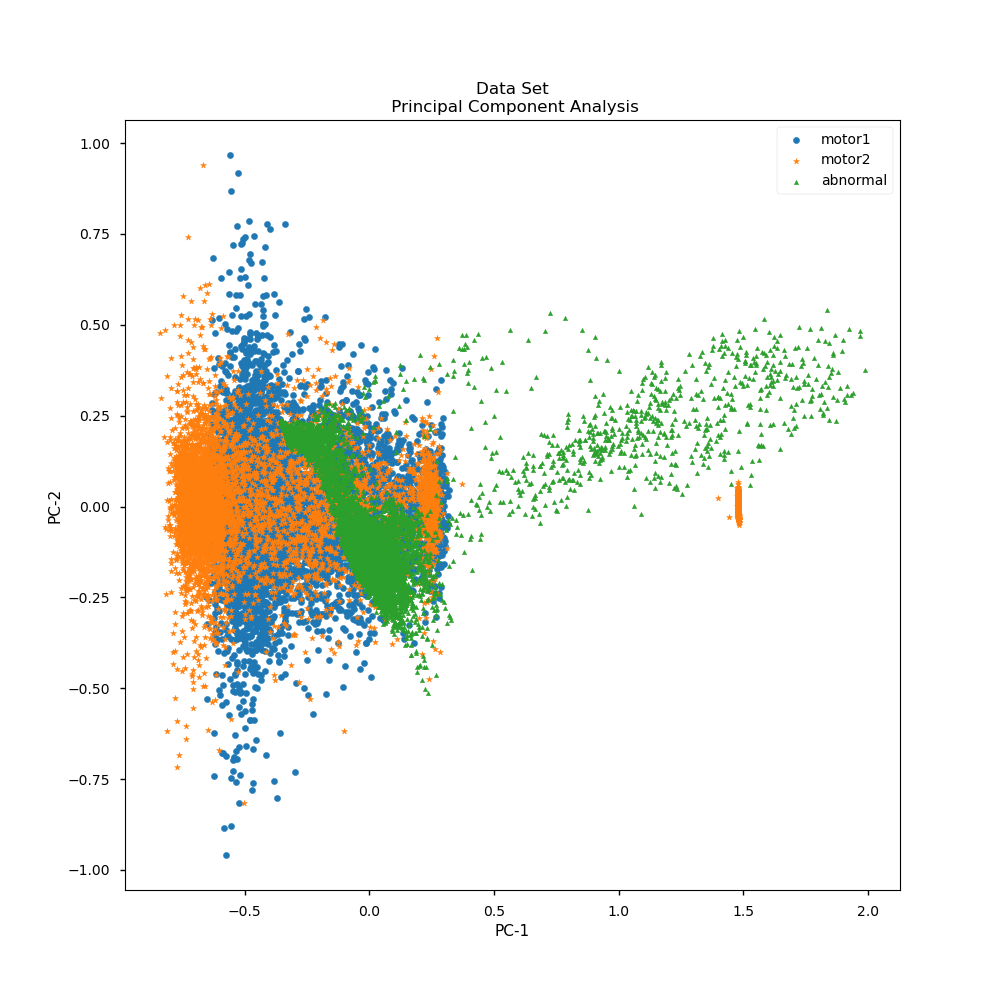 Data Set
Principal Component Analysis
motor1
motor2
abnormal
1.00
0.75
0.50
0.25
0.00
−0.25
−0.50
−0.75
−1.00
PC-2
−0.5
0.0
0.5
1.0
1.5
2.0
PC-1